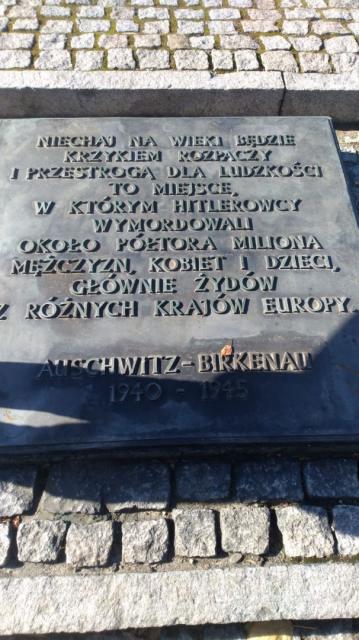 NIECHAJ NA WIEKI BĘDZIE
KRZYKIEM ROZPACZY
I PRZESTROGĄ DLA LUDZKOŚCI
TO MIEJSCE,
W KTÓRYM HITLEROWCY
WYMORDOWALI
OKOŁO PÓŁTORA MILIONA
MĘŻCZYZN, KOBIET I DZIECI,
GŁÓWNIE ŻYDÓW
Z RÓŻNYCH KRAJÓW EUROPY.
AUSCHWITZ-BIRKENAU
1940 - 1945